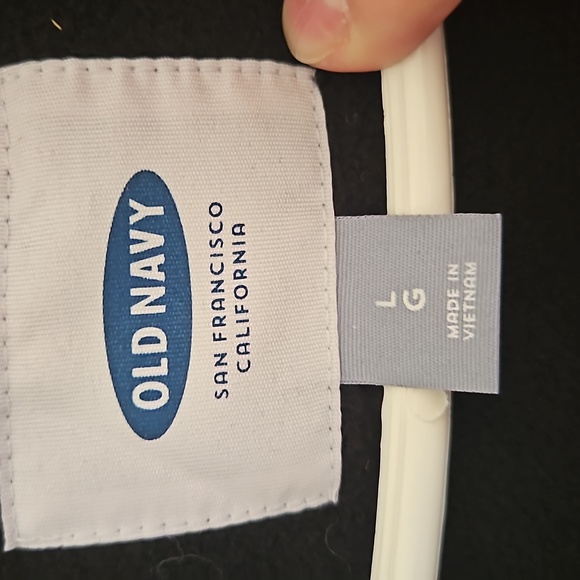 OLD NAVY
SAN FRANCISCO
CALIFORNIA
L
G
MADE IN
VIETNAM